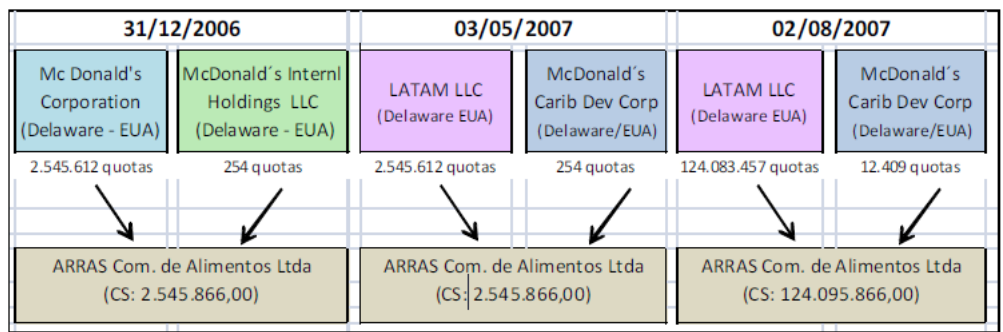 31/12/2006
03/05/2007
02/08/2007
Mc Donald's
Corporation
(Delaware - EUA)
McDonald´s Internl
Holdings LLC
(Delaware - EUA)
LATAM LLC
(Delaware EUA)
McDonald´s
Carib Dev Corp
(Delaware/EUA)
LATAM LLC
(Delaware EUA)
McDonald´s
Carib Dev Corp
(Delaware/EUA)
2.545.612 quotas
254 quotas
2.545.612 quotas
254 quotas
124.083.457 quotas
12.409 quotas
ARRAS Com. de Alimentos Ltda
(CS: 2.545.866,00)
ARRAS Com. de Alimentos Ltda
(CS: 2.545.866,00)
ARRAS Com. de Alimentos Ltda
(CS: 124.095.866,00)